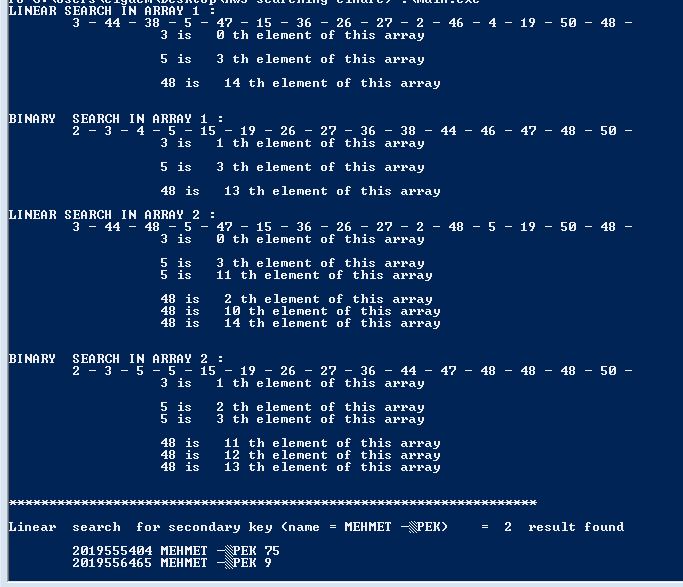 LINEAR SEARCH IN ARRAY 1 :
3 - 44 - 38 - 5 - 47 - 15 - 36 - 26 - 27 - 2 - 46 - 4 - 19 - 50 - 48 -
3 is 0 th element of this array
5 is 3 th element of this array
48 is 14 th element of this array
BINARY SEARCH IN ARRAY 1 :
2 - 3 - 4 - 5 - 15 - 19 - 26 - 27 - 36 - 38 - 44 - 46 - 47 - 48 - 50 -
3 is 1 th element of this array
5 is 3 th element of this array
48 is 13 th element of this array
LINEAR SEARCH IN ARRAY 2 :
3 - 44 - 48 - 5 - 47 - 15 - 36 - 26 - 27 - 2 - 48 - 5 - 19 - 50 - 48 -
3 is 0 th element of this array
5 is 3 th element of this array
5 is 11 th element of this array
48 is 2 th element of this array
48 is 10 th element of this array
48 is 14 th element of this array
BINARY SEARCH IN ARRAY 2 :
2 - 3 - 5 - 5 - 15 - 19 - 26 - 27 - 36 - 44 - 47 - 48 - 48 - 48 - 50 -
3 is 1 th element of this array
5 is 2 th element of this array
5 is 3 th element of this array
48 is 11 th element of this array
48 is 12 th element of this array
48 is 13 th element of this array
******************************************************************
Linear search for secondary key (name = MEHMET -░PEK) = 2 result found
2019555404 MEHMET -░PEK 75
2019556465 MEHMET -░PEK 9